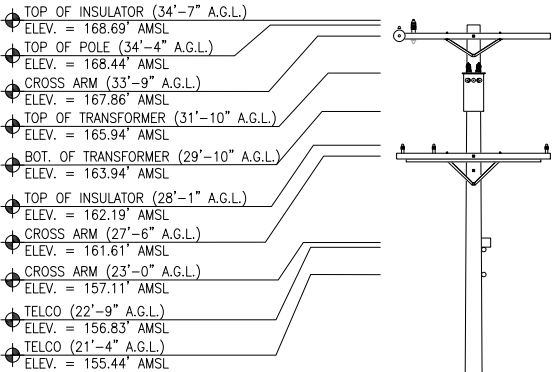 TOP OF INSULATOR (34'-7" A.G.L.)
ELEV. = 168.69' AMSL
TOP OF POLE (34'-4" A.G.L.)
ELEV. = 168.44' AMSL
CROSS ARM (33'-9" A.G.L.)
ELEV. = 167.86' AMSL
TOP OF TRANSFORMER (31'-10" A.G.L.)
ELEV. = 165.94' AMSL
BOT. OF TRANSFORMER (29'-10" A.G.L.)
ELEV. = 163.94' AMSL
TOP OF INSULATOR (28'-1" A.G.L.)
ELEV. = 162.19' AMSL
CROSS ARM (27'-6" A.G.L.)
ELEV. = 161.61' AMSL
CROSS ARM (23'-0" A.G.L.)
ELEV. = 157.11' AMSL
TELCO (22'-9" A.G.L.)
ELEV. = 156.83' AMSL
TELCO (21'-4" A.G.L.)
ELEV. = 155.44' AMSL